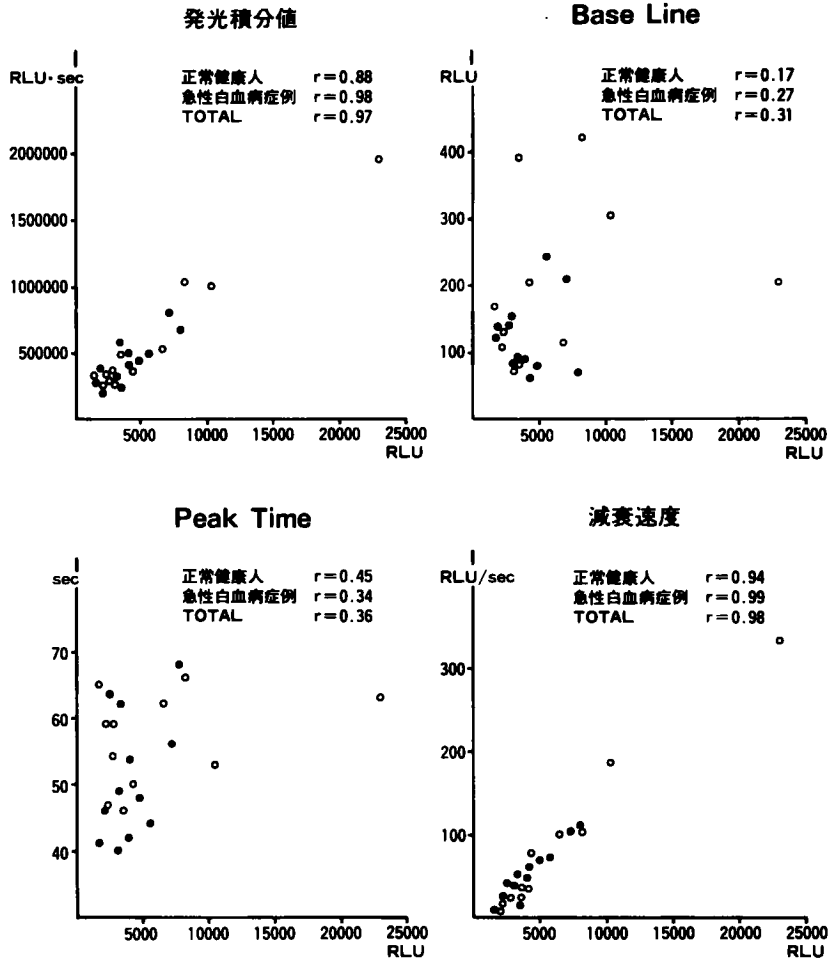 発光積分値
RLU・sec
正常健康人 r=0.88
急性白血病症例 r=0.98
TOTAL r=0.97
2000000
1500000
1000000
500000
5000 10000 15000 20000 25000
RLU
Base Line
RLU
正常健康人 r=0.17
急性白血病症例 r=0.27
TOTAL r=0.31
400
300
200
100
5000 10000 15000 20000 25000
RLU
Peak Time
sec
正常健康人 r=0.45
急性白血病症例 r=0.34
TOTAL r=0.36
70
60
50
40
5000 10000 15000 20000 25000
RLU
減衰速度
RLU/sec
正常健康人 r=0.94
急性白血病症例 r=0.99
TOTAL r=0.98
300
200
100
5000 10000 15000 20000 25000
RLU